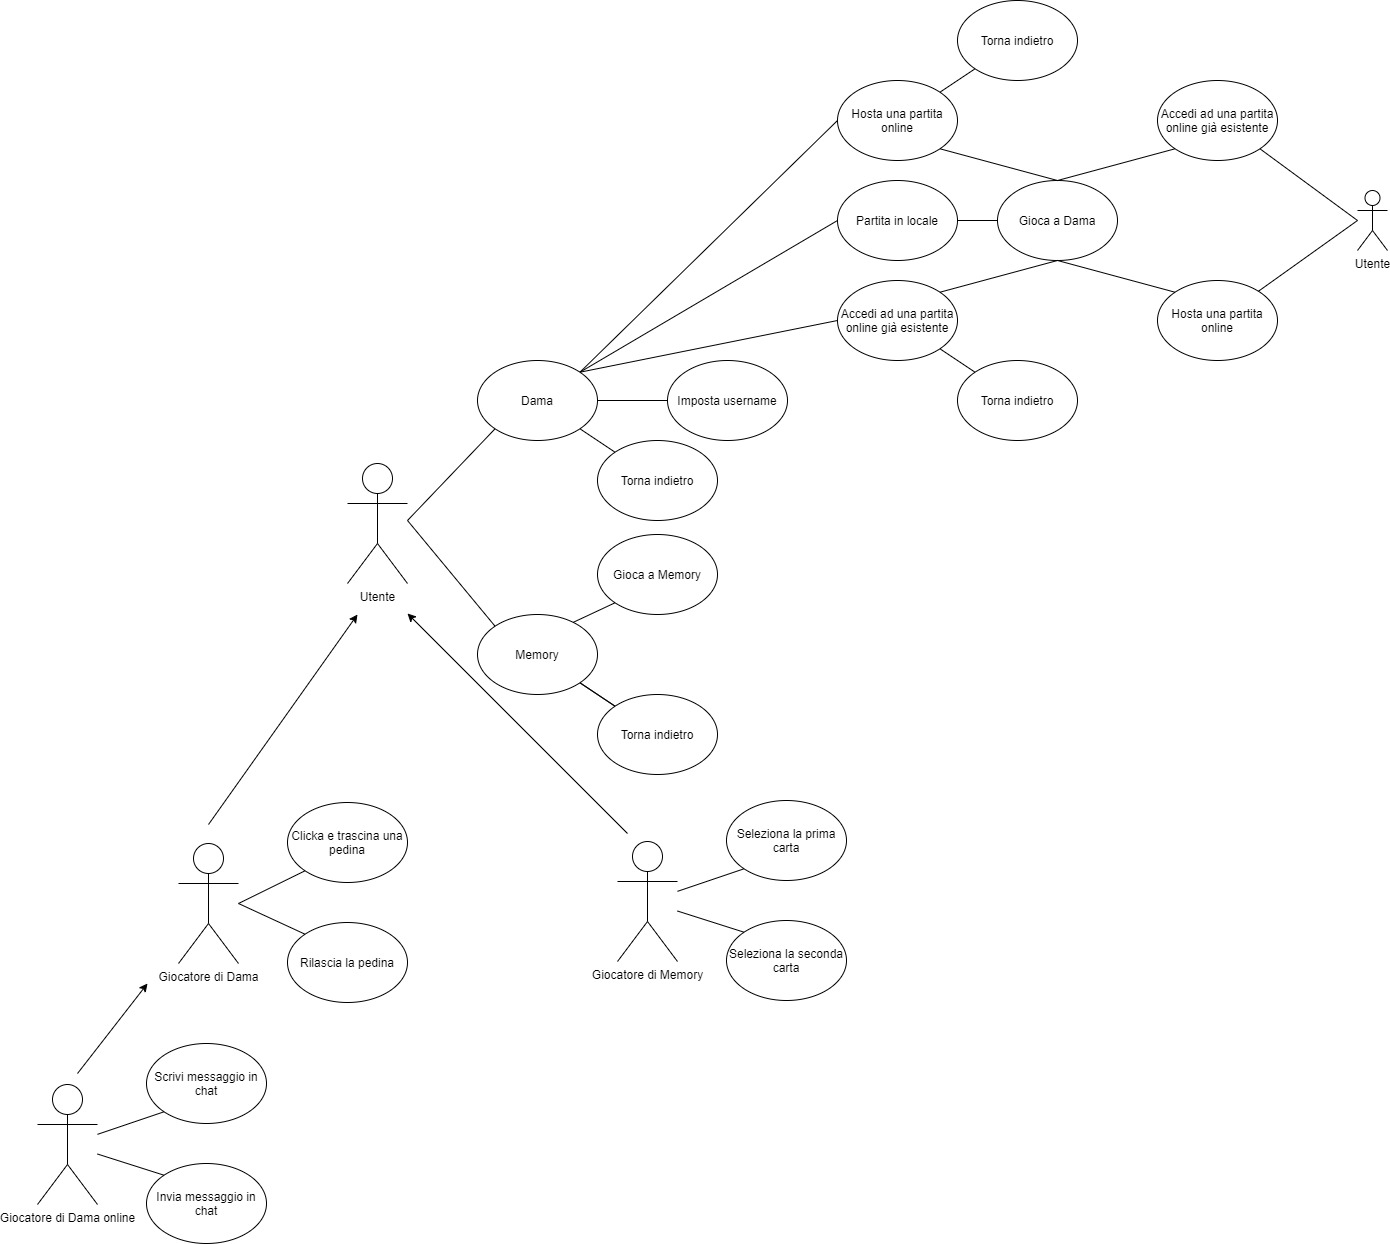 Torna indietro
Hosta una partita
online
Accedi ad una partita
online già esistente
Partita in locale
Gioca a Dama
Utente
Accedi ad una partita
online già esistente
Hosta una partita
online
Dama
Imposta username
Torna indietro
Torna indietro
Gioca a Memory
Utente
Memory
Torna indietro
Clicka e trascina una
pedina
Seleziona la prima
carta
Rilascia la pedina
Seleziona la seconda
carta
Giocatore di Dama
Giocatore di Memory
Scrivi messaggio in
chat
Invia messaggio in
chat
Giocatore di Dama online